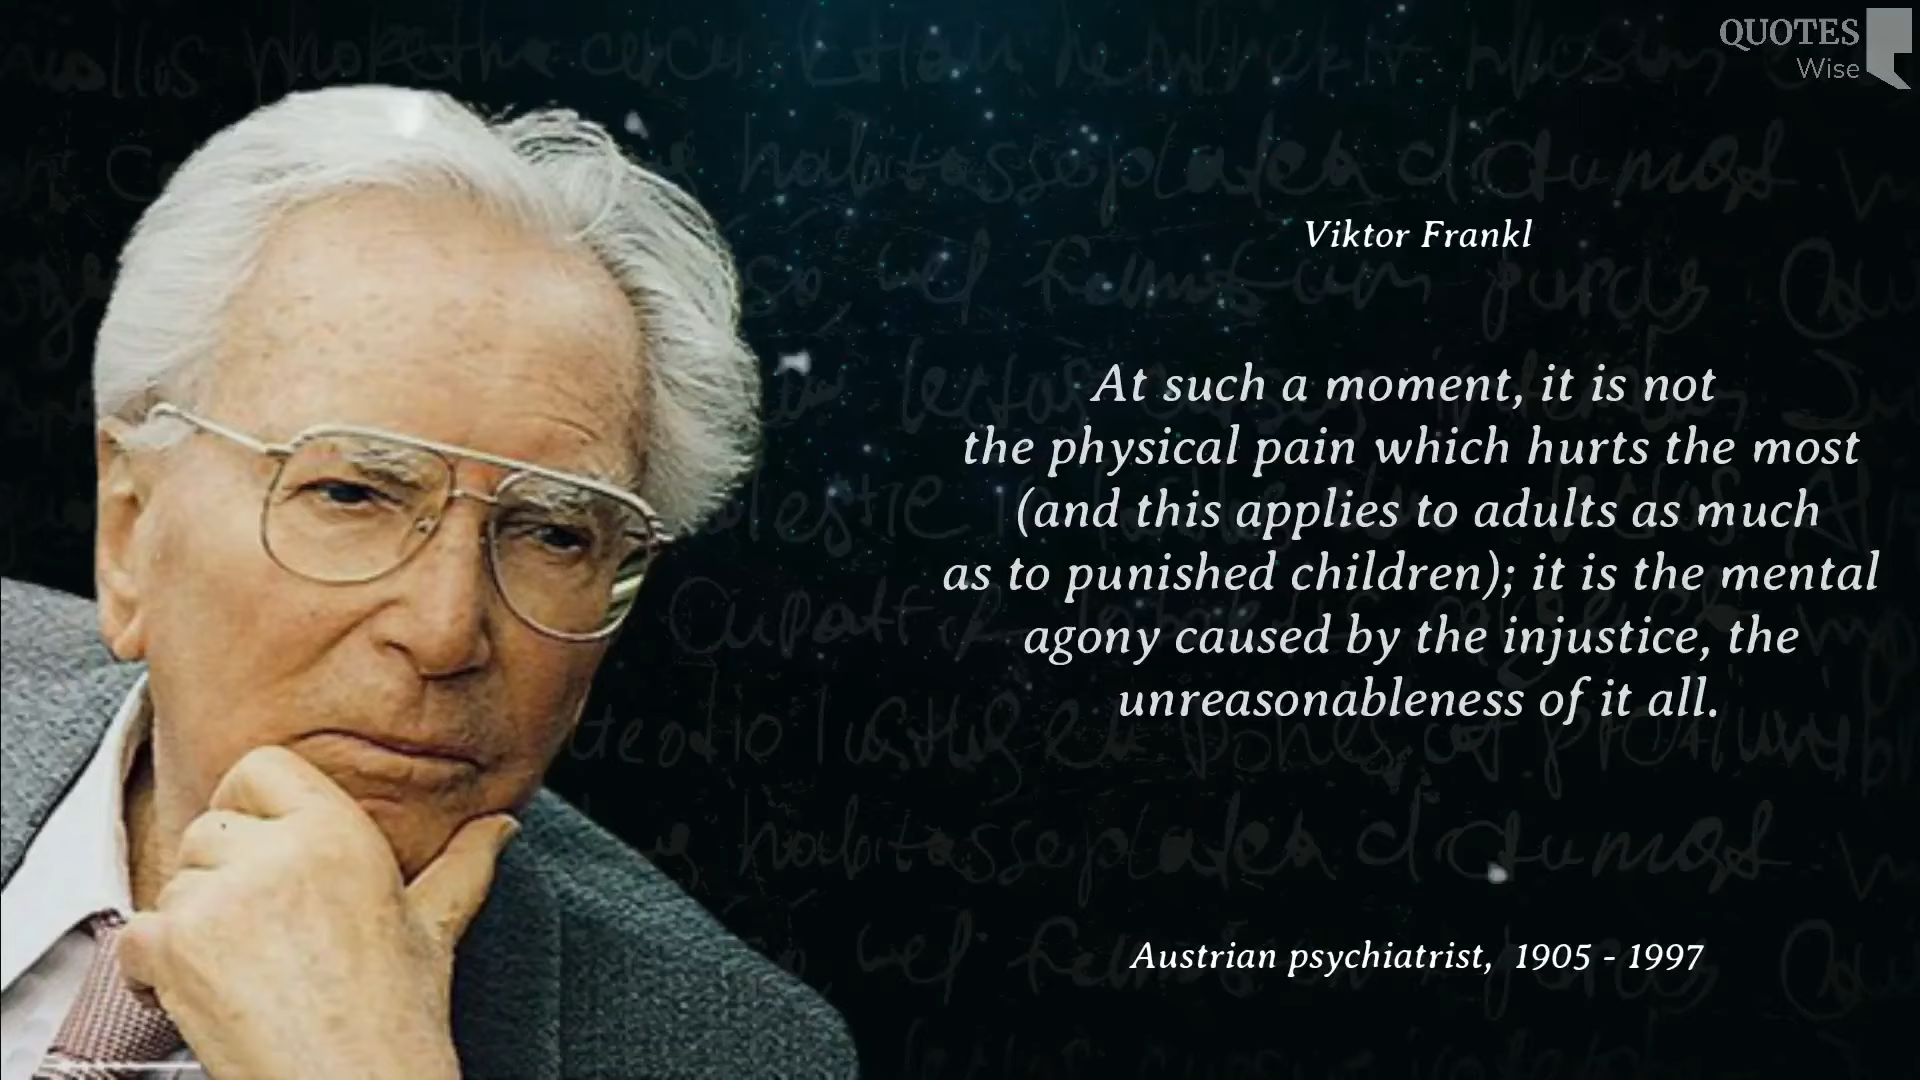 QUOTES
Wise
Viktor Frankl
At such a moment, it is not
the physical pain which hurts the most
(and this applies to adults as much
as to punished children); it is the mental
agony caused by the injustice, the
unreasonableness of it all.
Austrian psychiatrist, 1905 - 1997